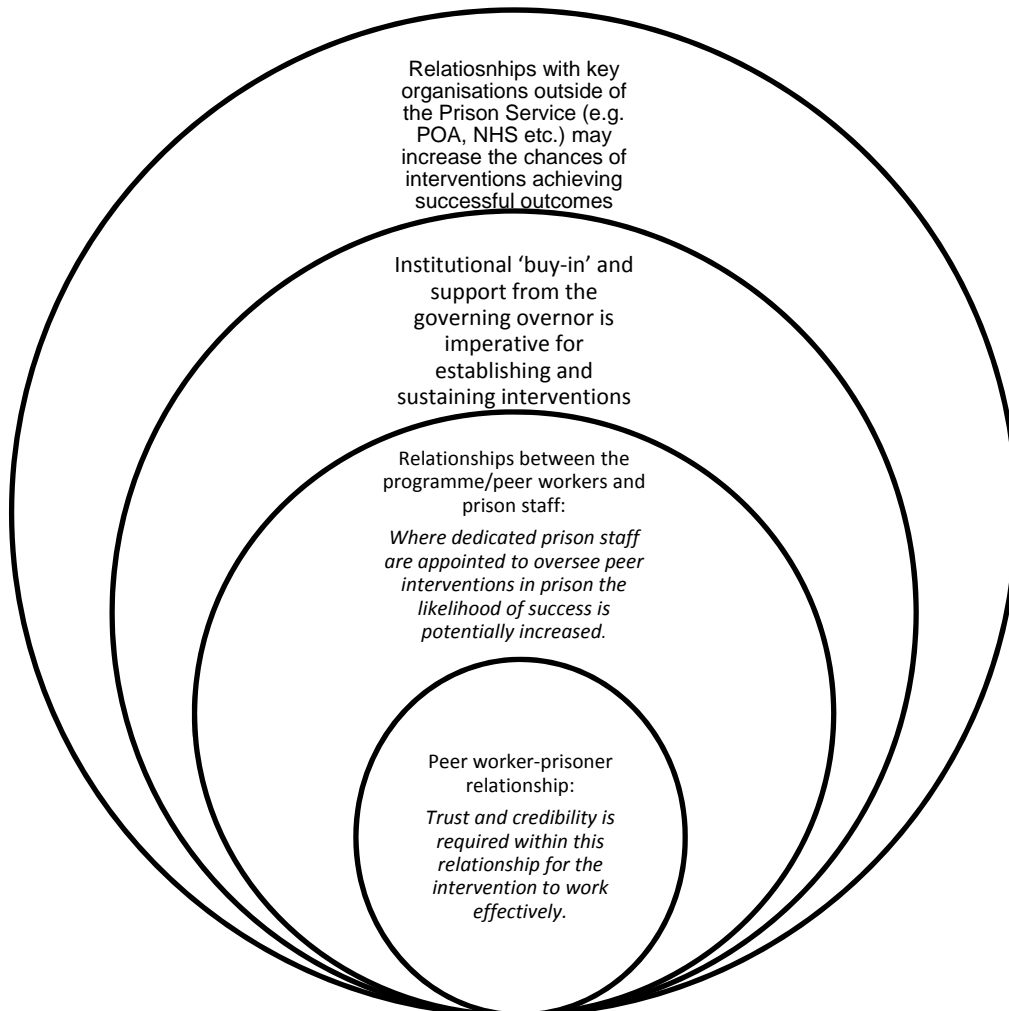 Relatiosnhips with key
organisations outside of
the Prison Service (e.g.
POA, NHS etc.) may
increase the chances of
interventions achieving
successful outcomes
Institutional ‘buy-in’ and
support from the
governing overnor is
imperative for
establishing and
sustaining interventions
Relationships between the
programme/peer workers and
prison staff:
Where dedicated prison staff
are appointed to oversee peer
interventions in prison the
likelihood of success is
potentially increased.
Peer worker-prisoner
relationship:
Trust and credibility is
required within this
relationship for the
intervention to work
effectively.